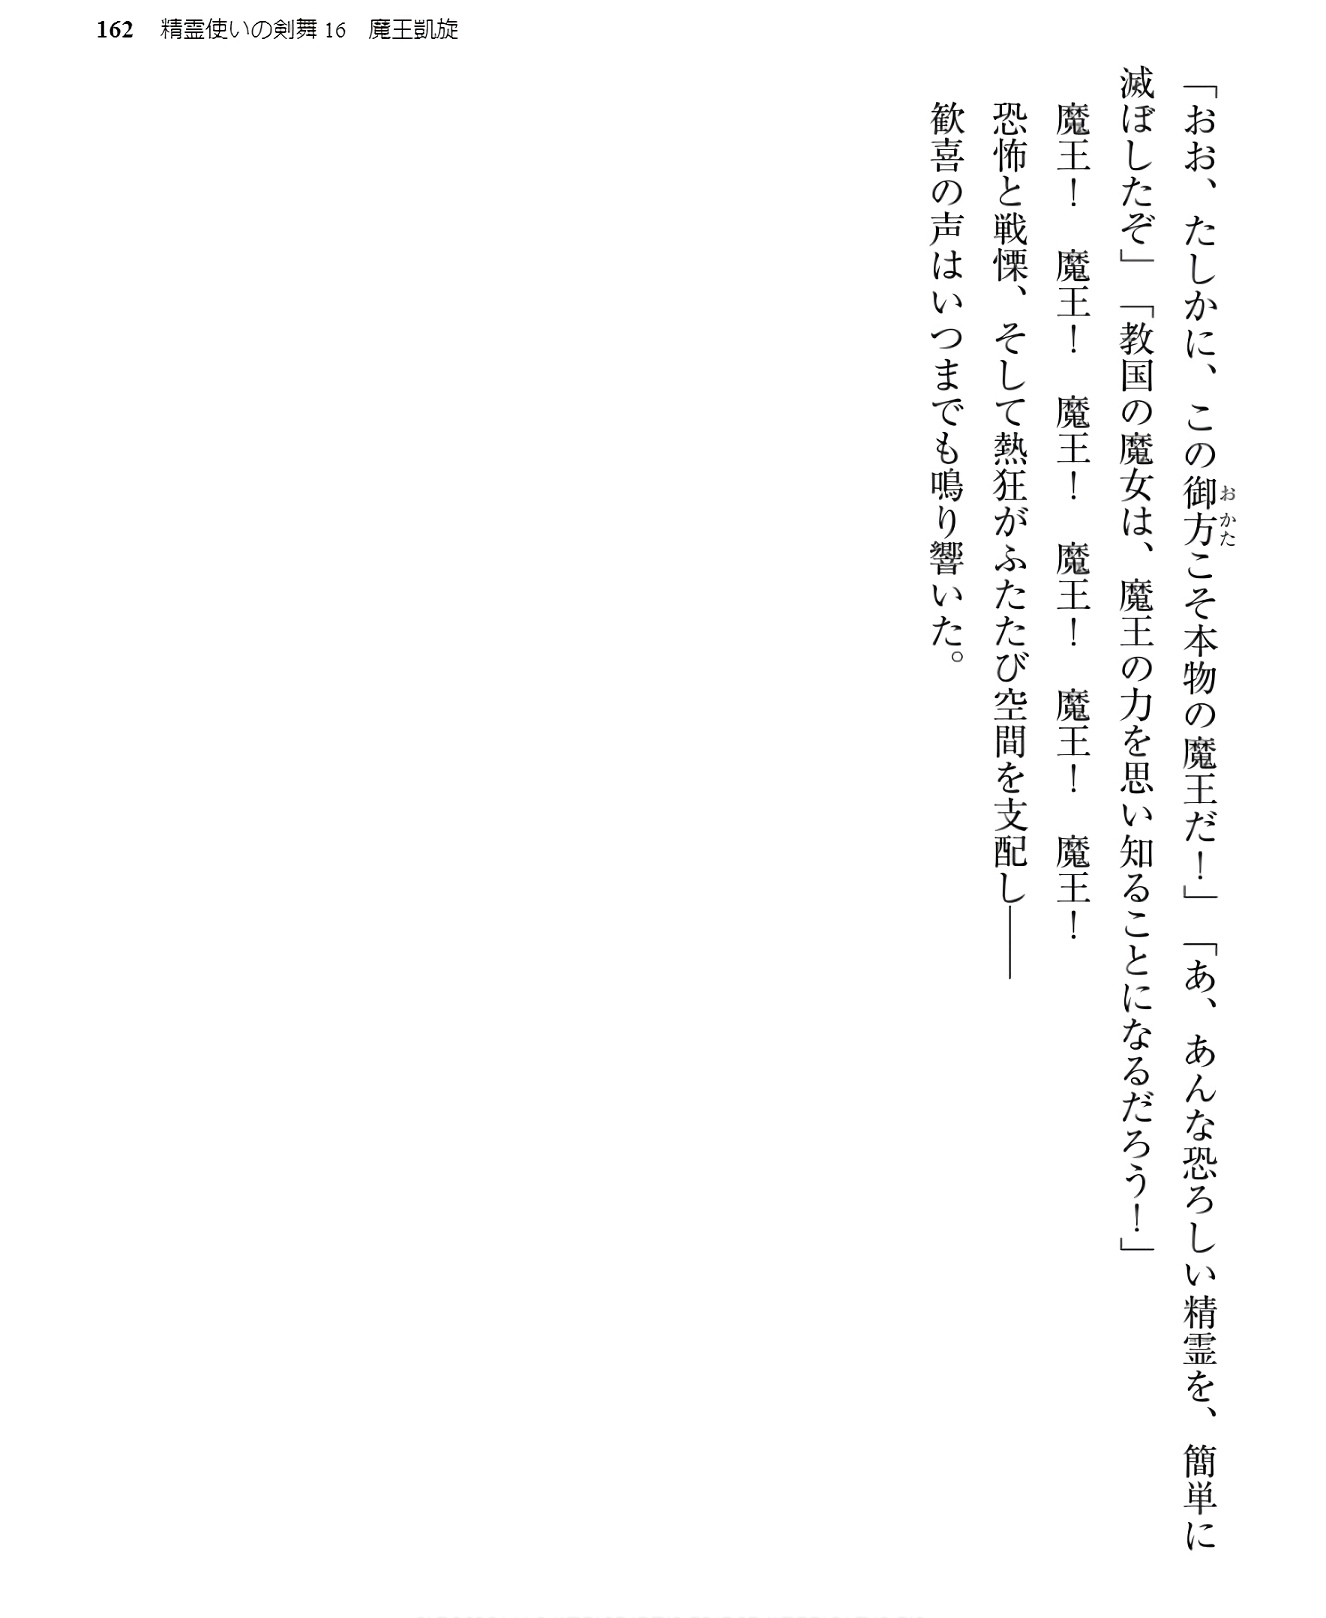 162　精霊使いの剣舞 16　魔王凱旋
「おお、たしかに、この御方こそ本物の魔王だ！」「あ、あんな恐ろしい精霊を、簡単に
おかた
滅ぼしたぞ」「教国の魔女は、魔王の力を思い知ることになるだろう！」
魔王！　魔王！　魔王！　魔王！　魔王！　魔王！
恐怖と戦慄、そして熱狂がふたたび空間を支配し――
歓喜の声はいつまでも鳴り響いた。